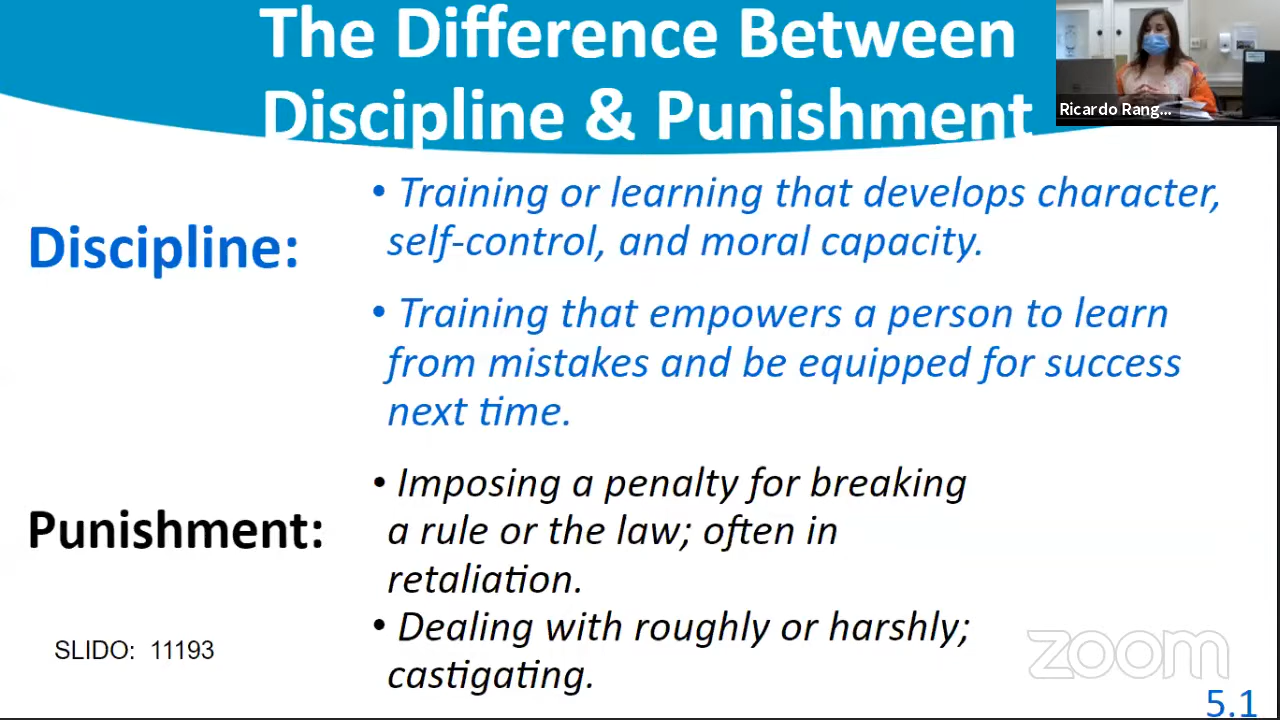 The Difference Between
Discipline & Punishment
Ricardo Rang...
Discipline:
• Training or learning that develops character,
self-control, and moral capacity.
• Training that empowers a person to learn
from mistakes and be equipped for success
next time.
Punishment:
• Imposing a penalty for breaking
a rule or the law; often in
retaliation.
• Dealing with roughly or harshly;
castigating.
SLIDO: 11193
zoom
5.1